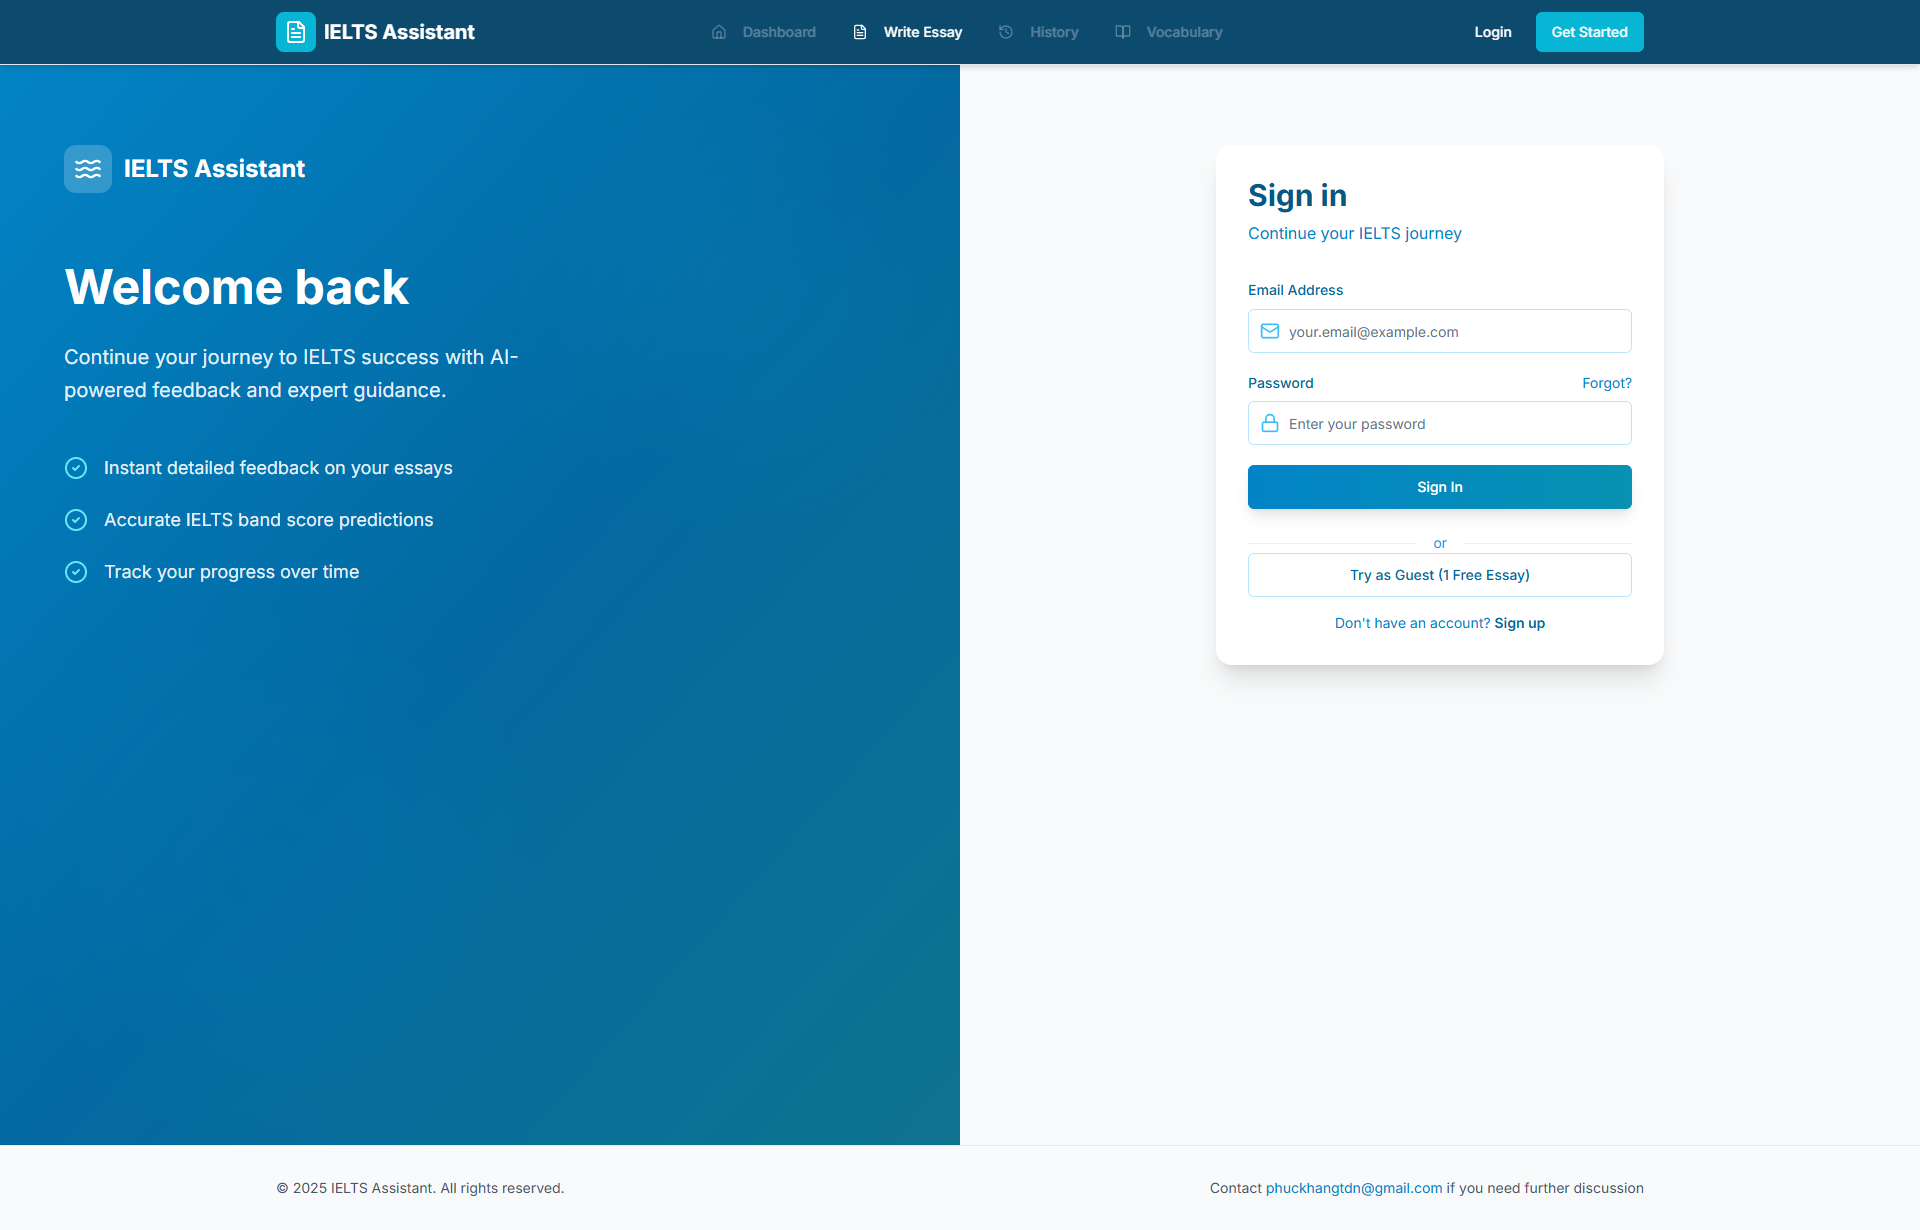 IELTS Assistant
Dashboard
Write Essay
History
Vocabulary
Login
Get Started
IELTS Assistant
Welcome back
Continue your journey to IELTS success with AI-
powered feedback and expert guidance.
Instant detailed feedback on your essays
Accurate IELTS band score predictions
Track your progress over time
Sign in
Continue your IELTS journey
Email Address
your.email@example.com
Password Forgot?
Enter your password
Sign In
or
Try as Guest (1 Free Essay)
Don't have an account? Sign up
© 2025 IELTS Assistant. All rights reserved.
Contact phuckhangtdn@gmail.com if you need further discussion